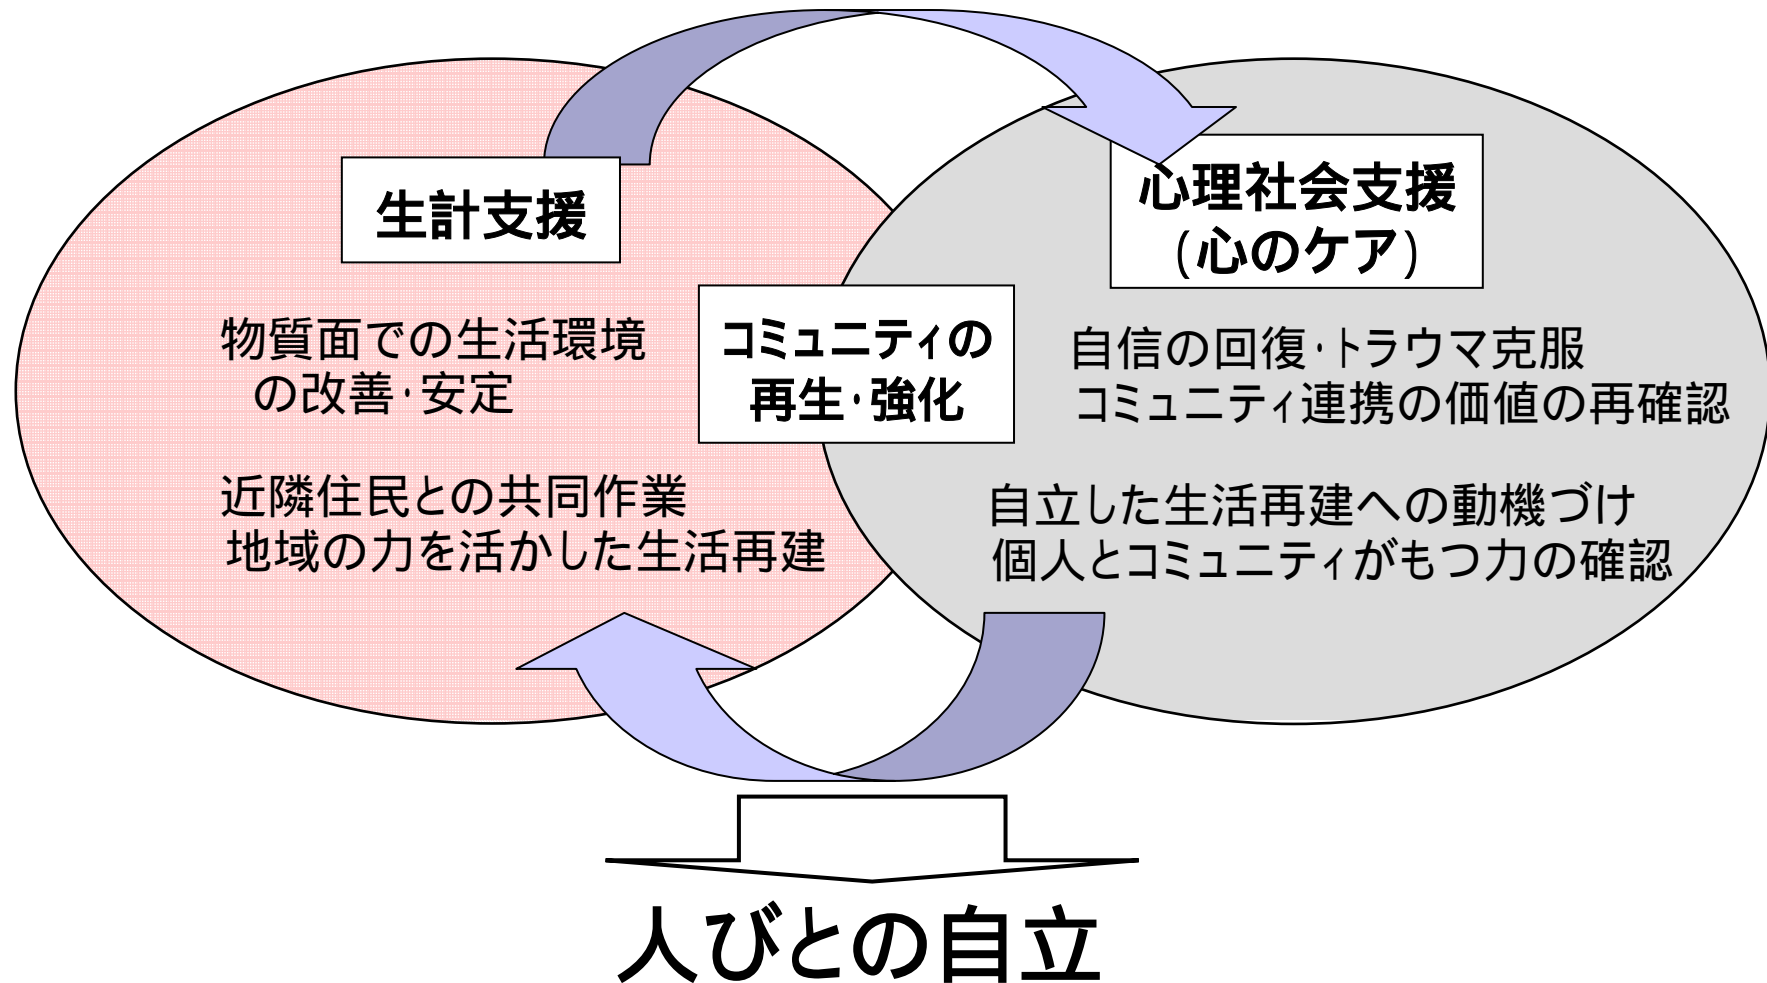 生計支援
物質面での生活環境
の改善・安定
近隣住民との共同作業
地域の力を活かした生活再建
コミュニティの
再生・強化
心理社会支援
(心のケア)
自信の回復・トラウマ克服
コミュニティ連携の価値の再確認
自立した生活再建への動機づけ
個人とコミュニティがもつ力の確認
人びとの自立